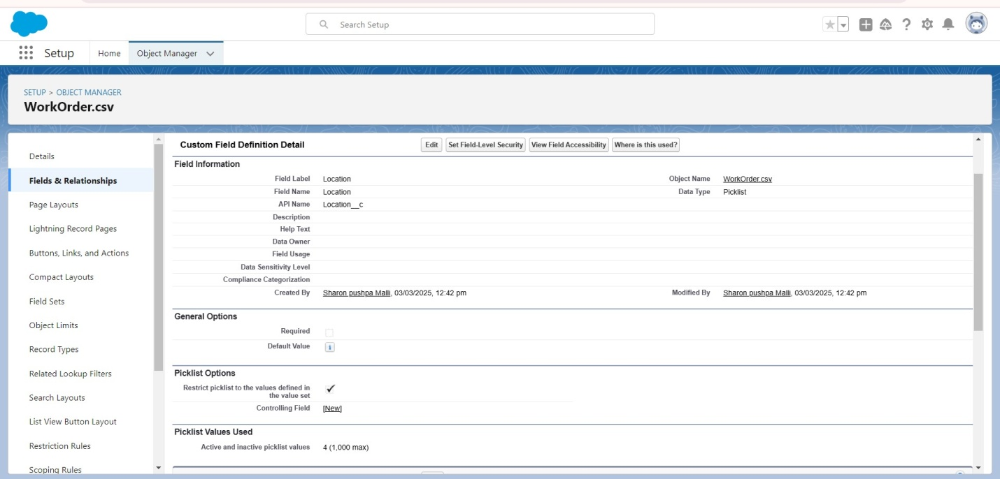 Search Setup
Setup
Home
Object Manager
SETUP > OBJECT MANAGER
WorkOrder.csv
Details
Fields & Relationships
Page Layouts
Lightning Record Pages
Buttons, Links, and Actions
Compact Layouts
Field Sets
Object Limits
Record Types
Related Lookup Filters
Search Layouts
List View Button Layout
Restriction Rules
Scoping Rules
Custom Field Definition Detail
Edit
Set Field-Level Security
View Field Accessibility
Where is this used?
Field Information
Field Label Location
Object Name WorkOrder.csv
Field Name Location
Data Type Picklist
API Name Location__c
Description
Help Text
Data Owner
Field Usage
Data Sensitivity Level
Compliance Categorization
Created By Sharon pushpa Malli, 03/03/2025, 12:42 pm
Modified By Sharon pushpa Malli, 03/03/2025, 12:42 pm
General Options
Required
Default Value
Picklist Options
Restrict picklist to the values defined in
the value set
Controlling Field [New]
Picklist Values Used
Active and inactive picklist values 4 (1,000 max)